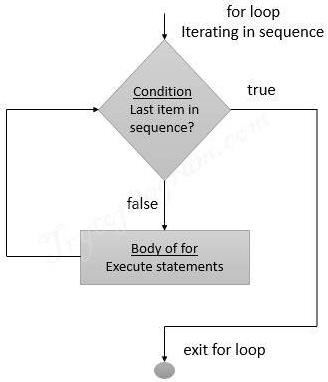 for loop
Iterating in sequence
Condition
Last item in
sequence?
true
false
Body of for
Execute statements
exit for loop